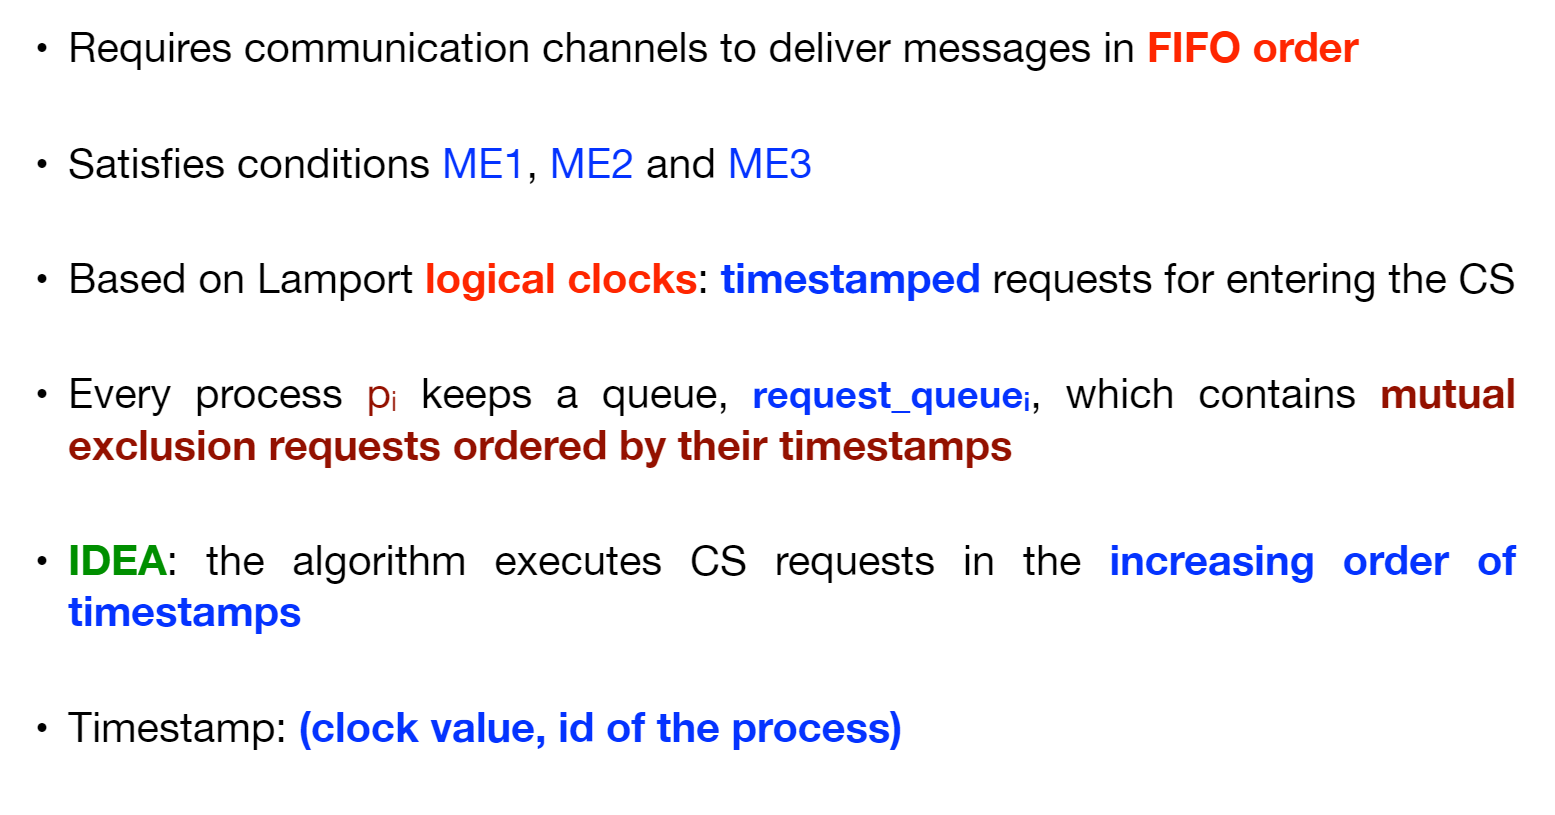 • Requires communication channels to deliver messages in FIFO order
• Satisfies conditions ME1, ME2 and ME3
• Based on Lamport logical clocks: timestamped requests for entering the CS
• Every process pi keeps a queue, request_queuei, which contains mutual
exclusion requests ordered by their timestamps
• IDEA: the algorithm executes CS requests in the increasing order of
timestamps
• Timestamp: (clock value, id of the process)